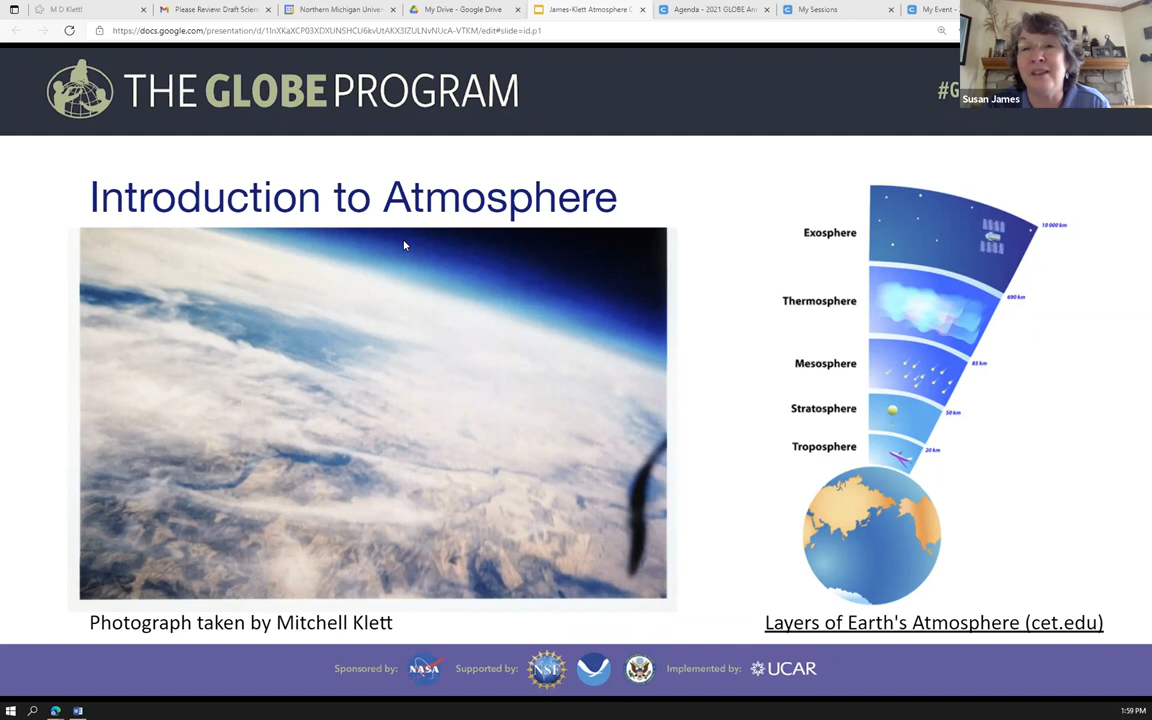 M D Klett!
Please Review: Draft Scien
Northern Michigan Univer
My Drive - Google Drive
James-Klett Atmosphere C
Agenda - 2021 GLOBE An
My Sessions
My Event -
https://docs.google.com/presentation/d/1InXKaXCP03XDXUNSHCU6kvUtAKX3IZULNvNUcA-VTKM/edit#slide=id.p1
THE GLOBE PROGRAM
#G
Susan James
Introduction to Atmosphere
Exosphere
10 000 km
Thermosphere
690 km
Mesosphere
85 km
Stratosphere
50 km
Troposphere
20 km
Photograph taken by Mitchell Klett
Layers of Earth's Atmosphere (cet.edu)
Sponsored by: NASA Supported by: NSF Implemented by: UCAR
1:59 PM